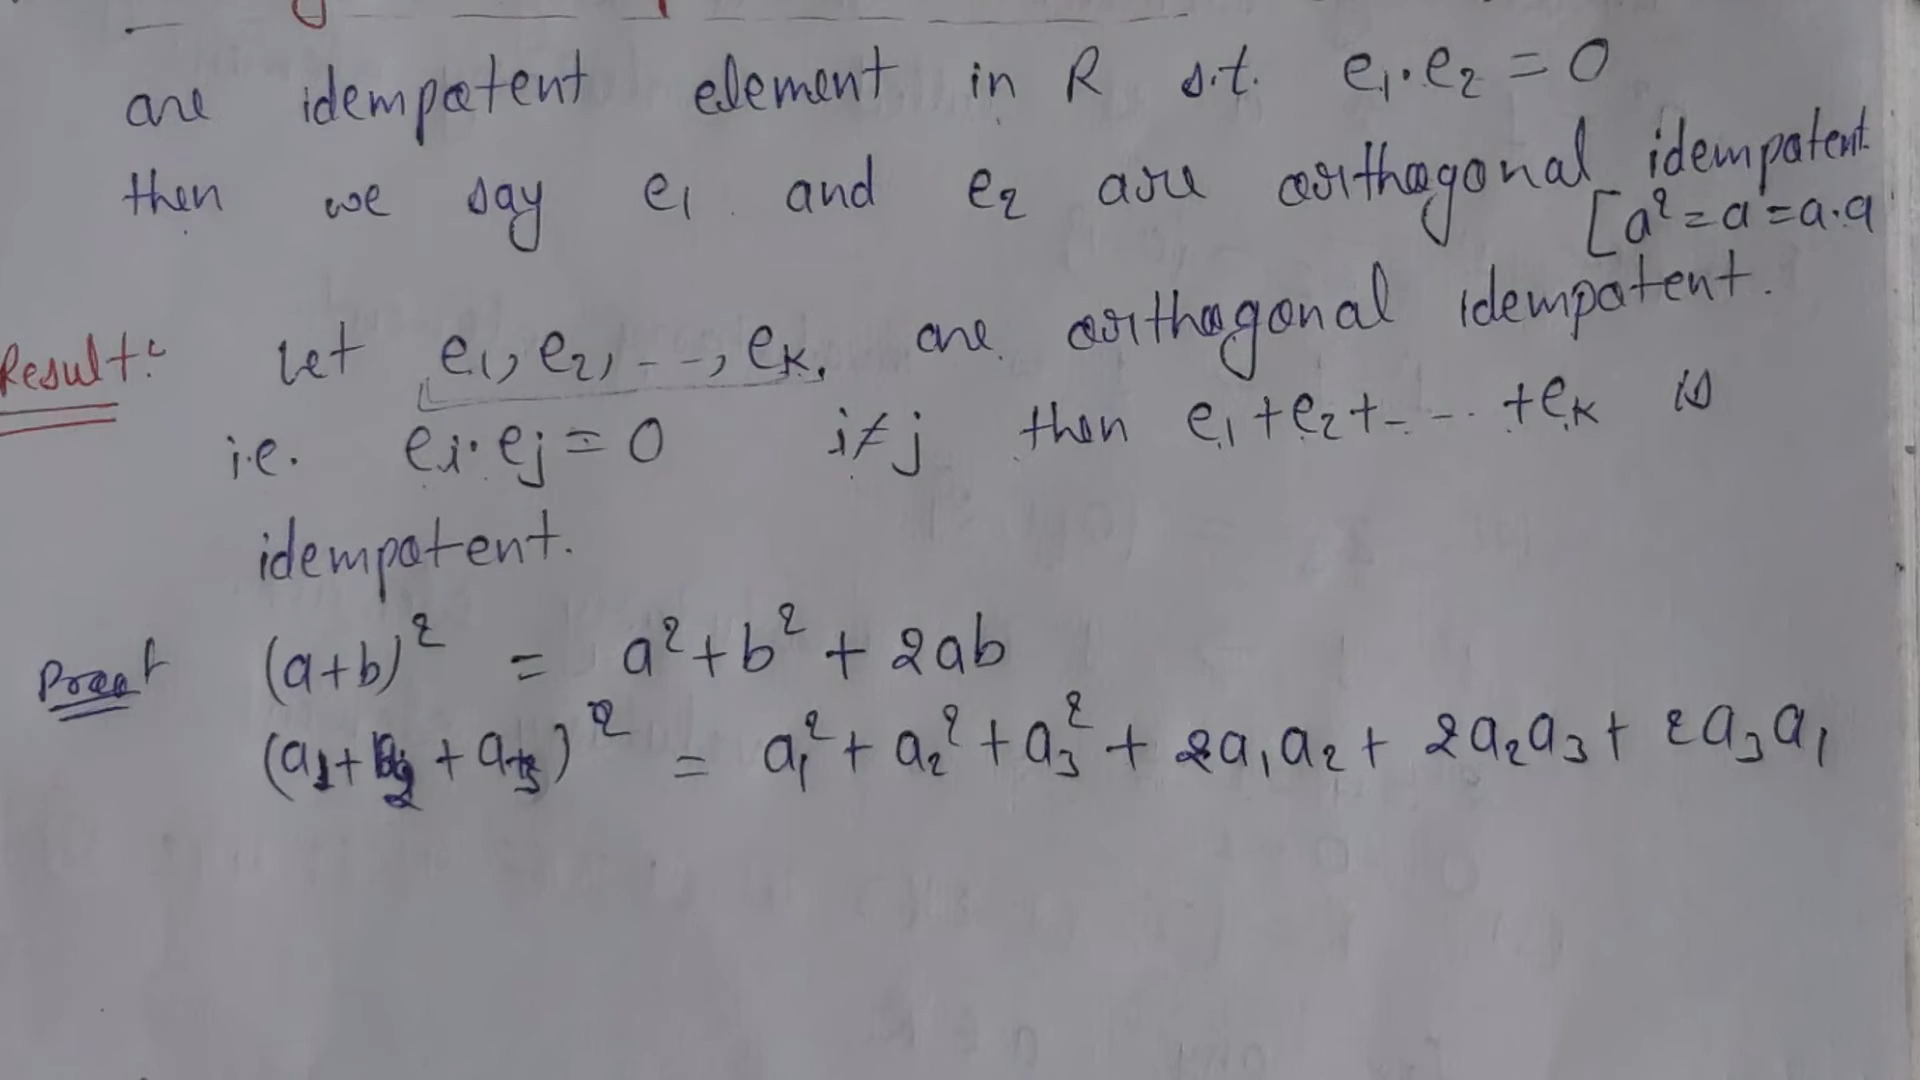 are idempotent element in R s.t. e₁·e₂ = 0
then we say e₁ and e₂ are orthogonal idempotent
[a² = a = a·a
Result: Let e₁, e₂, - - -, eₖ, are orthogonal idempotent.
i.e. eᵢ·eⱼ = 0 i≠j then e₁+e₂+- - - +eₖ is
idempotent.
Proof (a+b)² = a²+b²+2ab
(a₁+a₂+a₃)² = a₁²+a₂²+a₃²+2a₁a₂+2a₂a₃+2a₃a₁